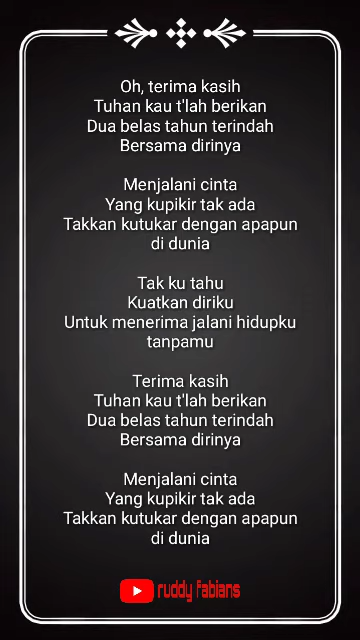 Oh, terima kasih
Tuhan kau t'lah berikan
Dua belas tahun terindah
Bersama dirinya
Menjalani cinta
Yang kupikir tak ada
Takkan kutukar dengan apapun
di dunia
Tak ku tahu
Kuatkan diriku
Untuk menerima jalani hidupku
tanpamu
Terima kasih
Tuhan kau t'lah berikan
Dua belas tahun terindah
Bersama dirinya
Menjalani cinta
Yang kupikir tak ada
Takkan kutukar dengan apapun
di dunia
ruddy fabians